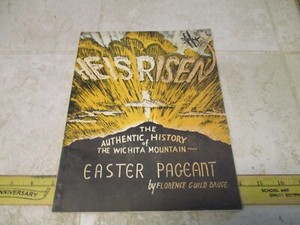 HE IS RISEN
THE
AUTHENTIC HISTORY
of
THE WICHITA MOUNTAIN—
EASTER PAGEANT
by FLORENCE GUILD BRUCE
ANNIVERSARY